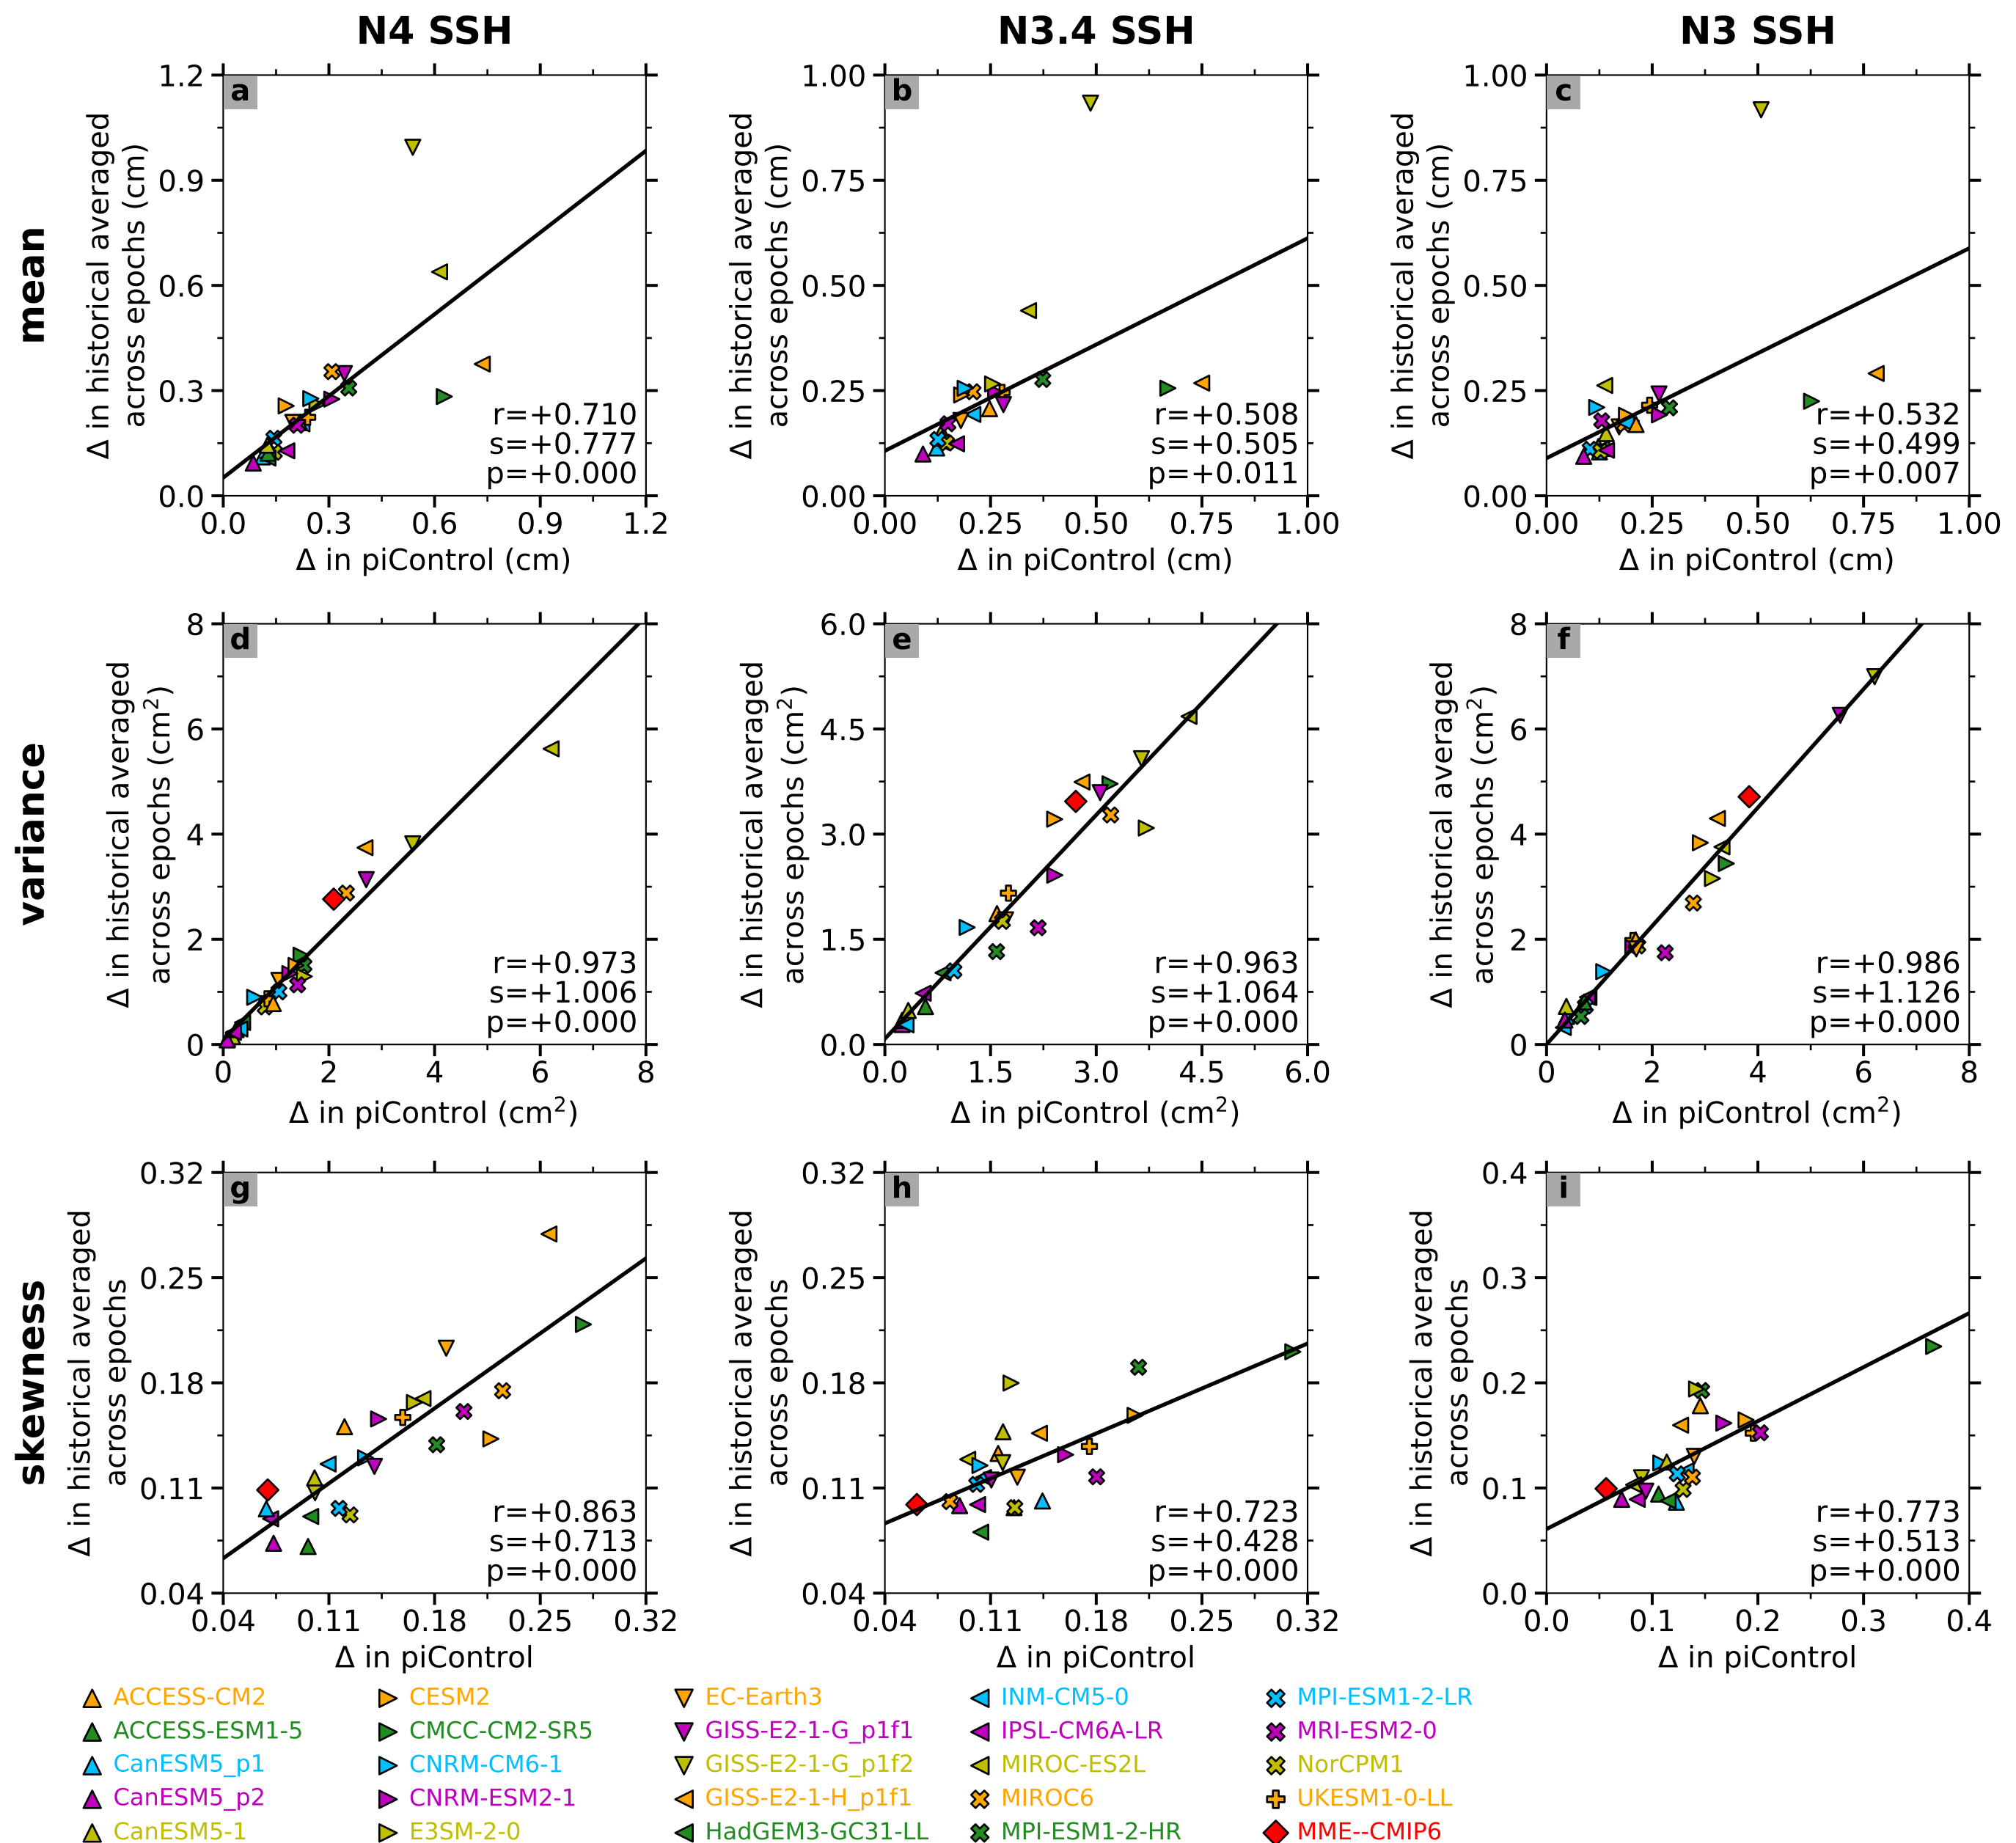 N4 SSH
N3.4 SSH
N3 SSH
mean
a
Δ in historical averaged
across epochs (cm)
1.2
0.9
0.6
0.3
0.0
0.0 0.3 0.6 0.9 1.2
Δ in piControl (cm)
r=+0.710
s=+0.777
p=+0.000
b
Δ in historical averaged
across epochs (cm)
1.00
0.75
0.50
0.25
0.00
0.00 0.25 0.50 0.75 1.00
Δ in piControl (cm)
r=+0.508
s=+0.505
p=+0.011
c
Δ in historical averaged
across epochs (cm)
1.00
0.75
0.50
0.25
0.00
0.00 0.25 0.50 0.75 1.00
Δ in piControl (cm)
r=+0.532
s=+0.499
p=+0.007
variance
d
Δ in historical averaged
across epochs (cm²)
8
6
4
2
0
0 2 4 6 8
Δ in piControl (cm²)
r=+0.973
s=+1.006
p=+0.000
e
Δ in historical averaged
across epochs (cm²)
6.0
4.5
3.0
1.5
0.0
0.0 1.5 3.0 4.5 6.0
Δ in piControl (cm²)
r=+0.963
s=+1.064
p=+0.000
f
Δ in historical averaged
across epochs (cm²)
8
6
4
2
0
0 2 4 6 8
Δ in piControl (cm²)
r=+0.986
s=+1.126
p=+0.000
skewness
g
Δ in historical averaged
across epochs
0.32
0.25
0.18
0.11
0.04
0.04 0.11 0.18 0.25 0.32
Δ in piControl
r=+0.863
s=+0.713
p=+0.000
h
Δ in historical averaged
across epochs
0.32
0.25
0.18
0.11
0.04
0.04 0.11 0.18 0.25 0.32
Δ in piControl
r=+0.723
s=+0.428
p=+0.000
i
Δ in historical averaged
across epochs
0.4
0.3
0.2
0.1
0.0
0.0 0.1 0.2 0.3 0.4
Δ in piControl
r=+0.773
s=+0.513
p=+0.000
ACCESS-CM2
ACCESS-ESM1-5
CanESM5_p1
CanESM5_p2
CanESM5-1
CESM2
CMCC-CM2-SR5
CNRM-CM6-1
CNRM-ESM2-1
E3SM-2-0
EC-Earth3
GISS-E2-1-G_p1f1
GISS-E2-1-G_p1f2
GISS-E2-1-H_p1f1
HadGEM3-GC31-LL
INM-CM5-0
IPSL-CM6A-LR
MIROC-ES2L
MIROC6
MPI-ESM1-2-HR
MPI-ESM1-2-LR
MRI-ESM2-0
NorCPM1
UKESM1-0-LL
MME--CMIP6